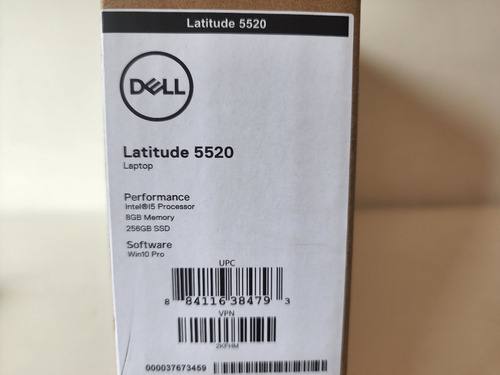 Latitude 5520
DELL
Latitude 5520
Laptop
Performance
Intel®I5 Processor
8GB Memory
256GB SSD
Software
Win10 Pro
UPC
8 84116 38479 3
VPN
2KFHM
000037673459